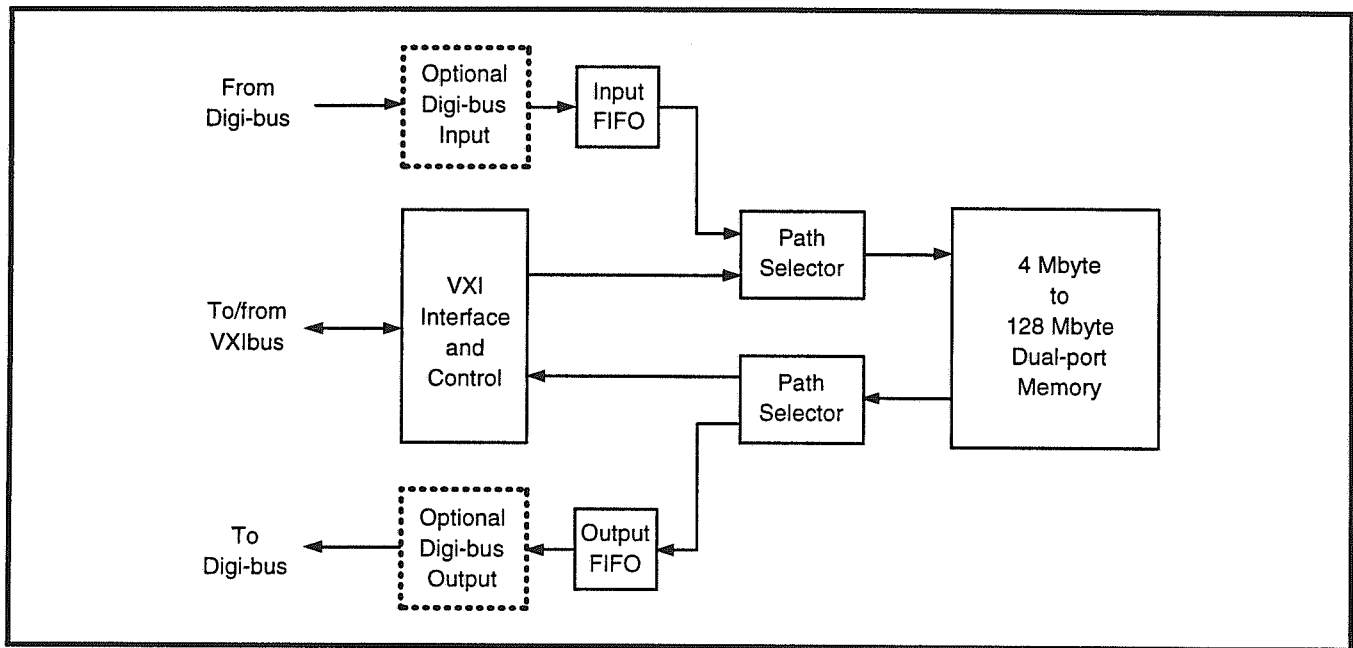 From
Digi-bus
Optional
Digi-bus
Input
Input
FIFO
Path
Selector
4 Mbyte
to
128 Mbyte
Dual-port
Memory
VXI
Interface
and
Control
To/from
VXIbus
Path
Selector
To
Digi-bus
Optional
Digi-bus
Output
Output
FIFO